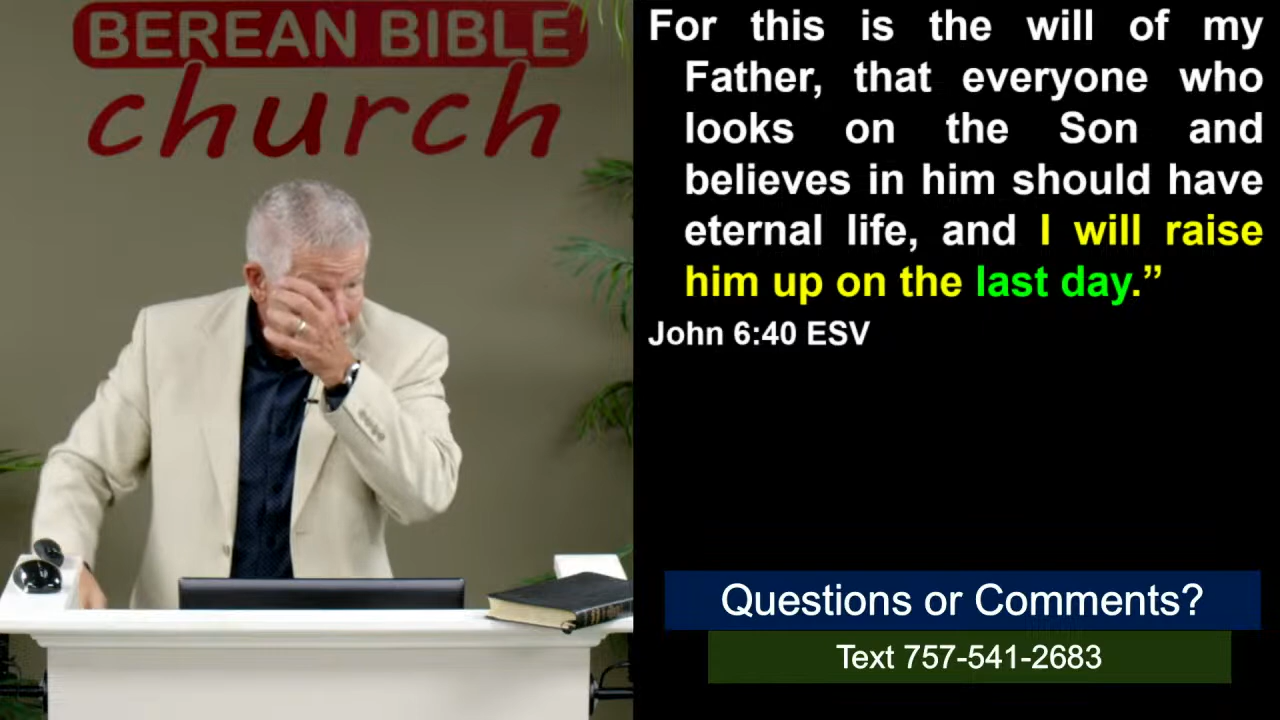 BEREAN BIBLE
church
For this is the will of my
Father, that everyone who
looks on the Son and
believes in him should have
eternal life, and I will raise
him up on the last day.”
John 6:40 ESV
Questions or Comments?
Text 757-541-2683